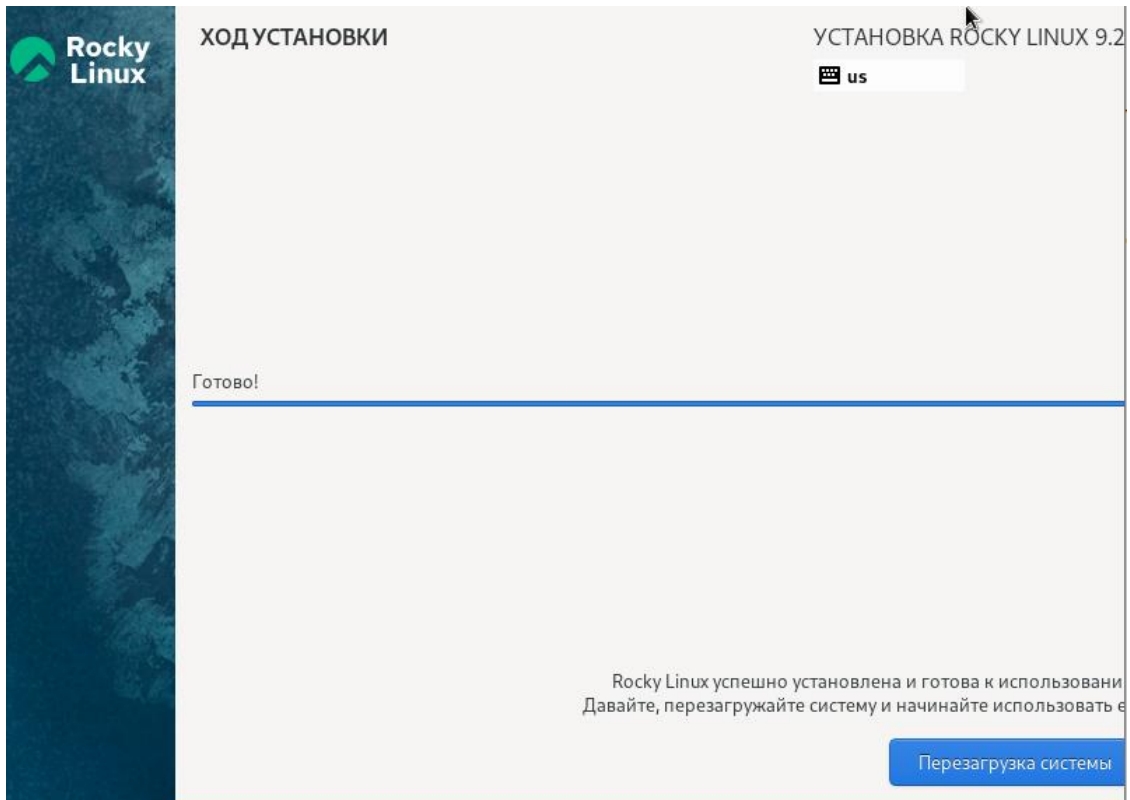 Rocky
Linux
ХОД УСТАНОВКИ
УСТАНОВКА ROCKY LINUX 9.2
us
Готово!
Rocky Linux успешно установлена и готова к использовани
Давайте, перезагружайте систему и начинайте использовать е
Перезагрузка системы